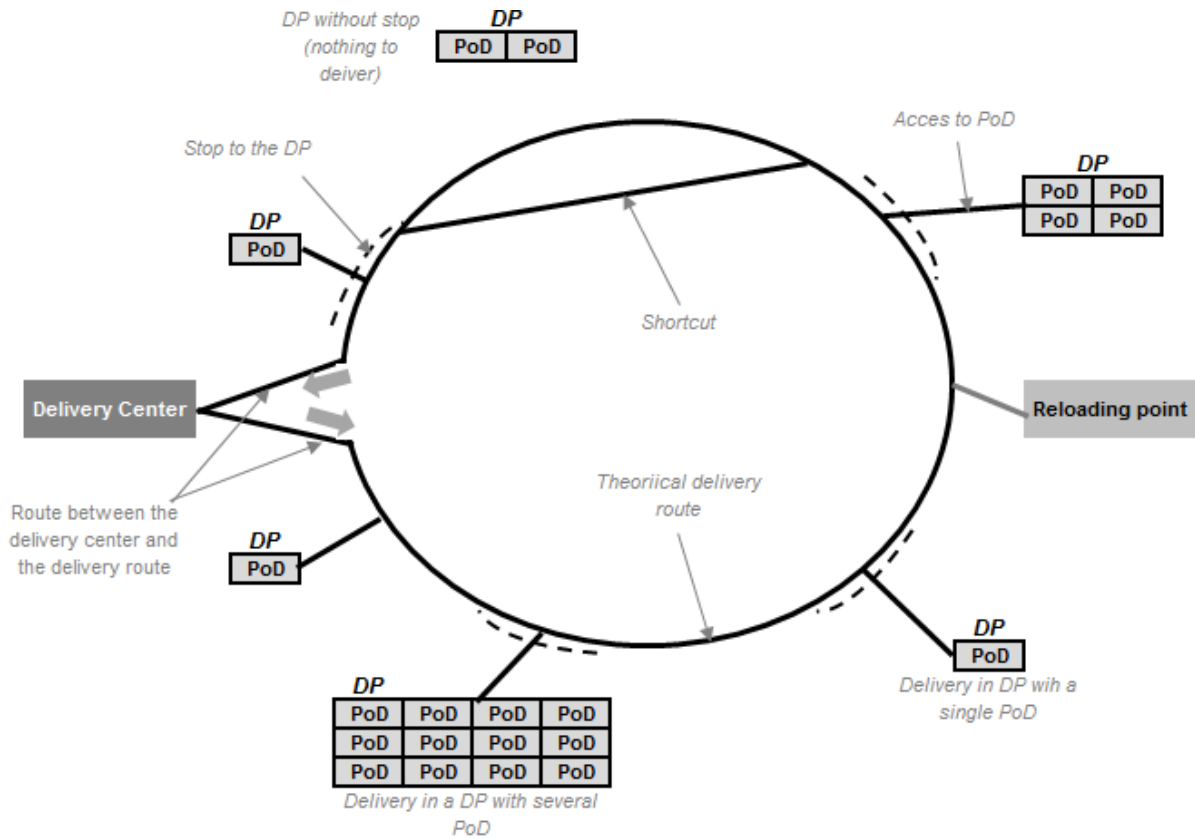 DP without stop
(nothing to
deiver)
DP
PoD PoD
Acces to PoD
Stop to the DP
DP
PoD PoD
PoD PoD
DP
PoD
Shortcut
Delivery Center
Reloading point
Route between the
delivery center and
the delivery route
Theoriical delivery
route
DP
PoD
DP
PoD
Delivery in DP wih a
single PoD
DP
PoD PoD PoD PoD
PoD PoD PoD PoD
PoD PoD PoD PoD
Delivery in a DP with several
PoD